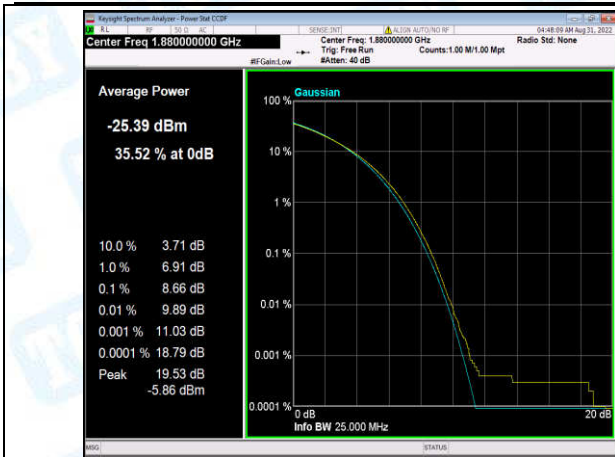 Keysight Spectrum Analyzer - Power Stat CCDF
RL RF 50 Ω AC SENSE:INT ALIGN AUTO/NO RF 04:48:09 AM Aug 31, 2022
Center Freq 1.880000000 GHz Center Freq: 1.880000000 GHz Radio Std: None
Trig: Free Run Counts:1.00 M/1.00 Mpt
#IFGain:Low #Atten: 40 dB
Average Power
-25.39 dBm
35.52 % at 0dB
10.0 % 3.71 dB
1.0 % 6.91 dB
0.1 % 8.66 dB
0.01 % 9.89 dB
0.001 % 11.03 dB
0.0001 % 18.79 dB
Peak 19.53 dB
-5.86 dBm
Gaussian
100 %
10 %
1 %
0.1 %
0.01 %
0.001 %
0.0001 %
0 dB 20 dB
Info BW 25.000 MHz
MSG STATUS